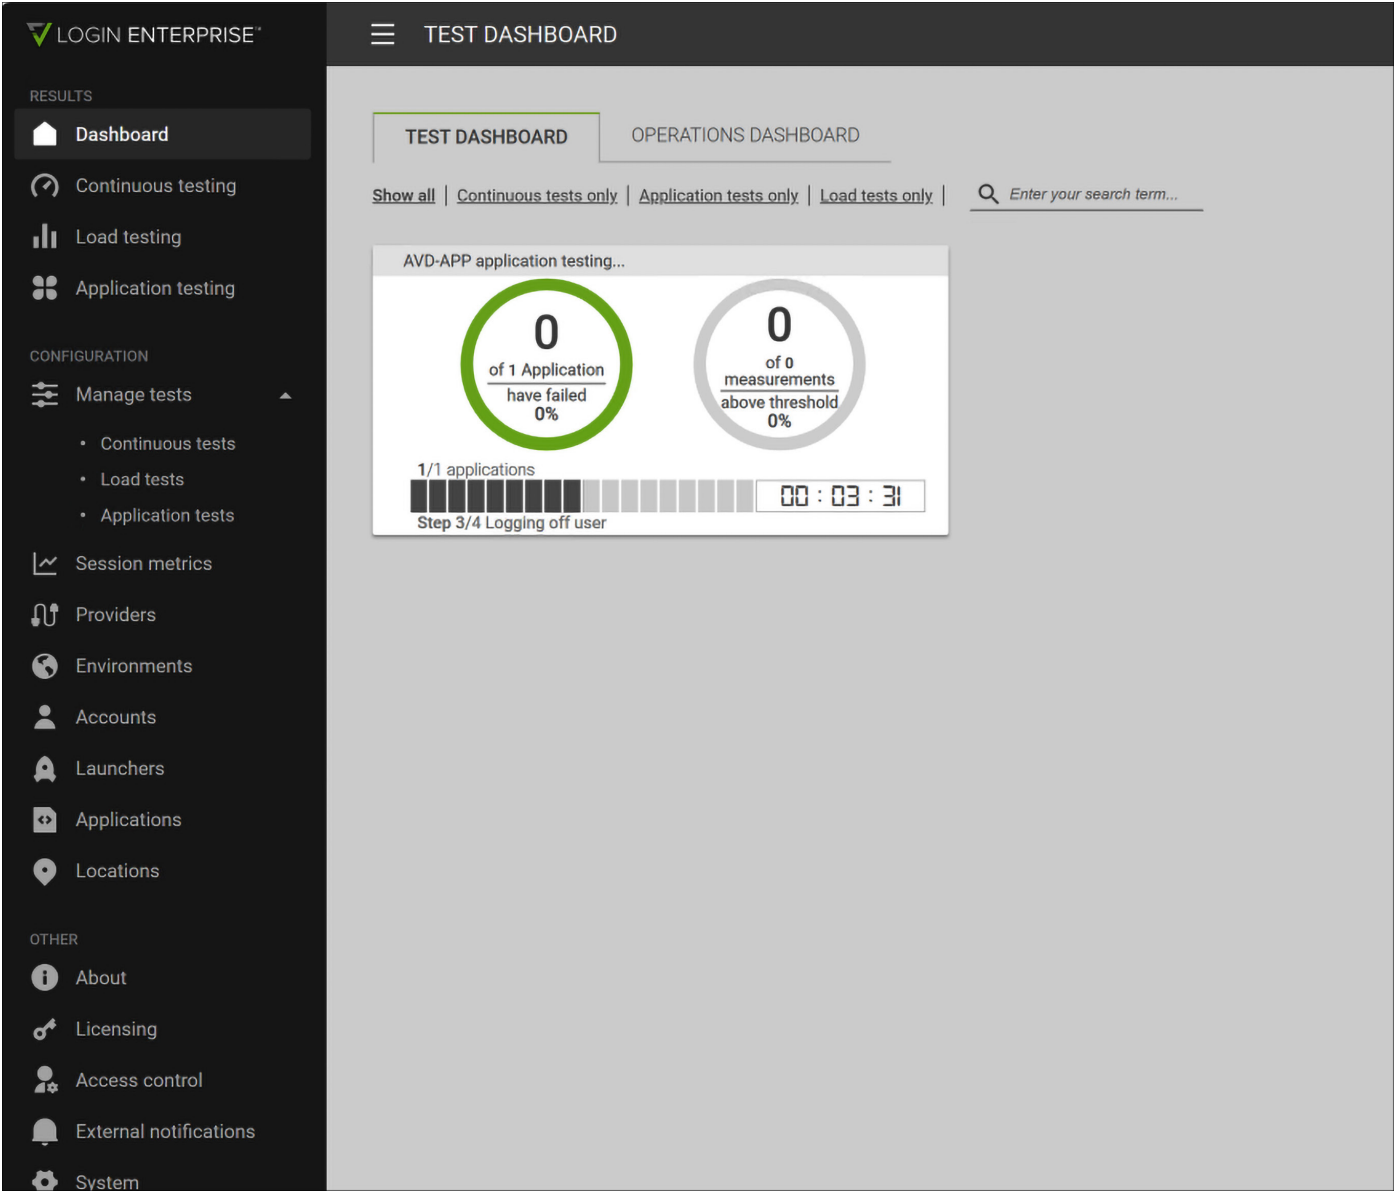 LOGIN ENTERPRISE™
TEST DASHBOARD
RESULTS
Dashboard
Continuous testing
Load testing
Application testing
CONFIGURATION
Manage tests
• Continuous tests
• Load tests
• Application tests
Session metrics
Providers
Environments
Accounts
Launchers
Applications
Locations
OTHER
About
Licensing
Access control
External notifications
System
TEST DASHBOARD OPERATIONS DASHBOARD
Show all | Continuous tests only | Application tests only | Load tests only | Enter your search term...
AVD-APP application testing...
0
of 1 Application
have failed
0%
0
of 0
measurements
above threshold
0%
1/1 applications
00 : 03 : 31
Step 3/4 Logging off user